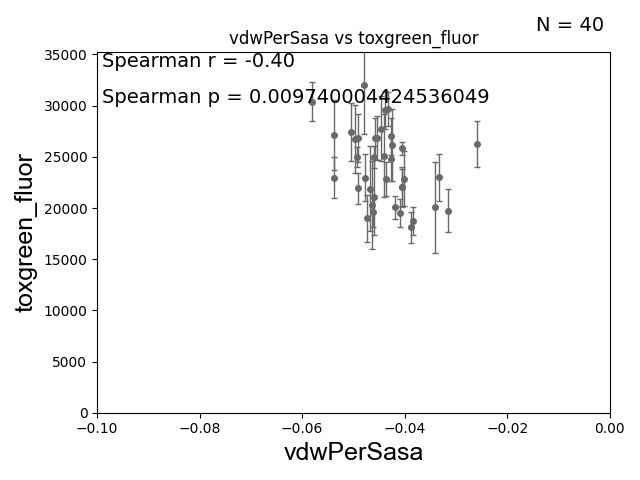 N = 40
vdwPerSasa vs toxgreen_fluor
Spearman r = -0.40
Spearman p = 0.009740004424536049
35000
30000
25000
20000
15000
10000
5000
0
toxgreen_fluor
−0.10 −0.08 −0.06 −0.04 −0.02 0.00
vdwPerSasa